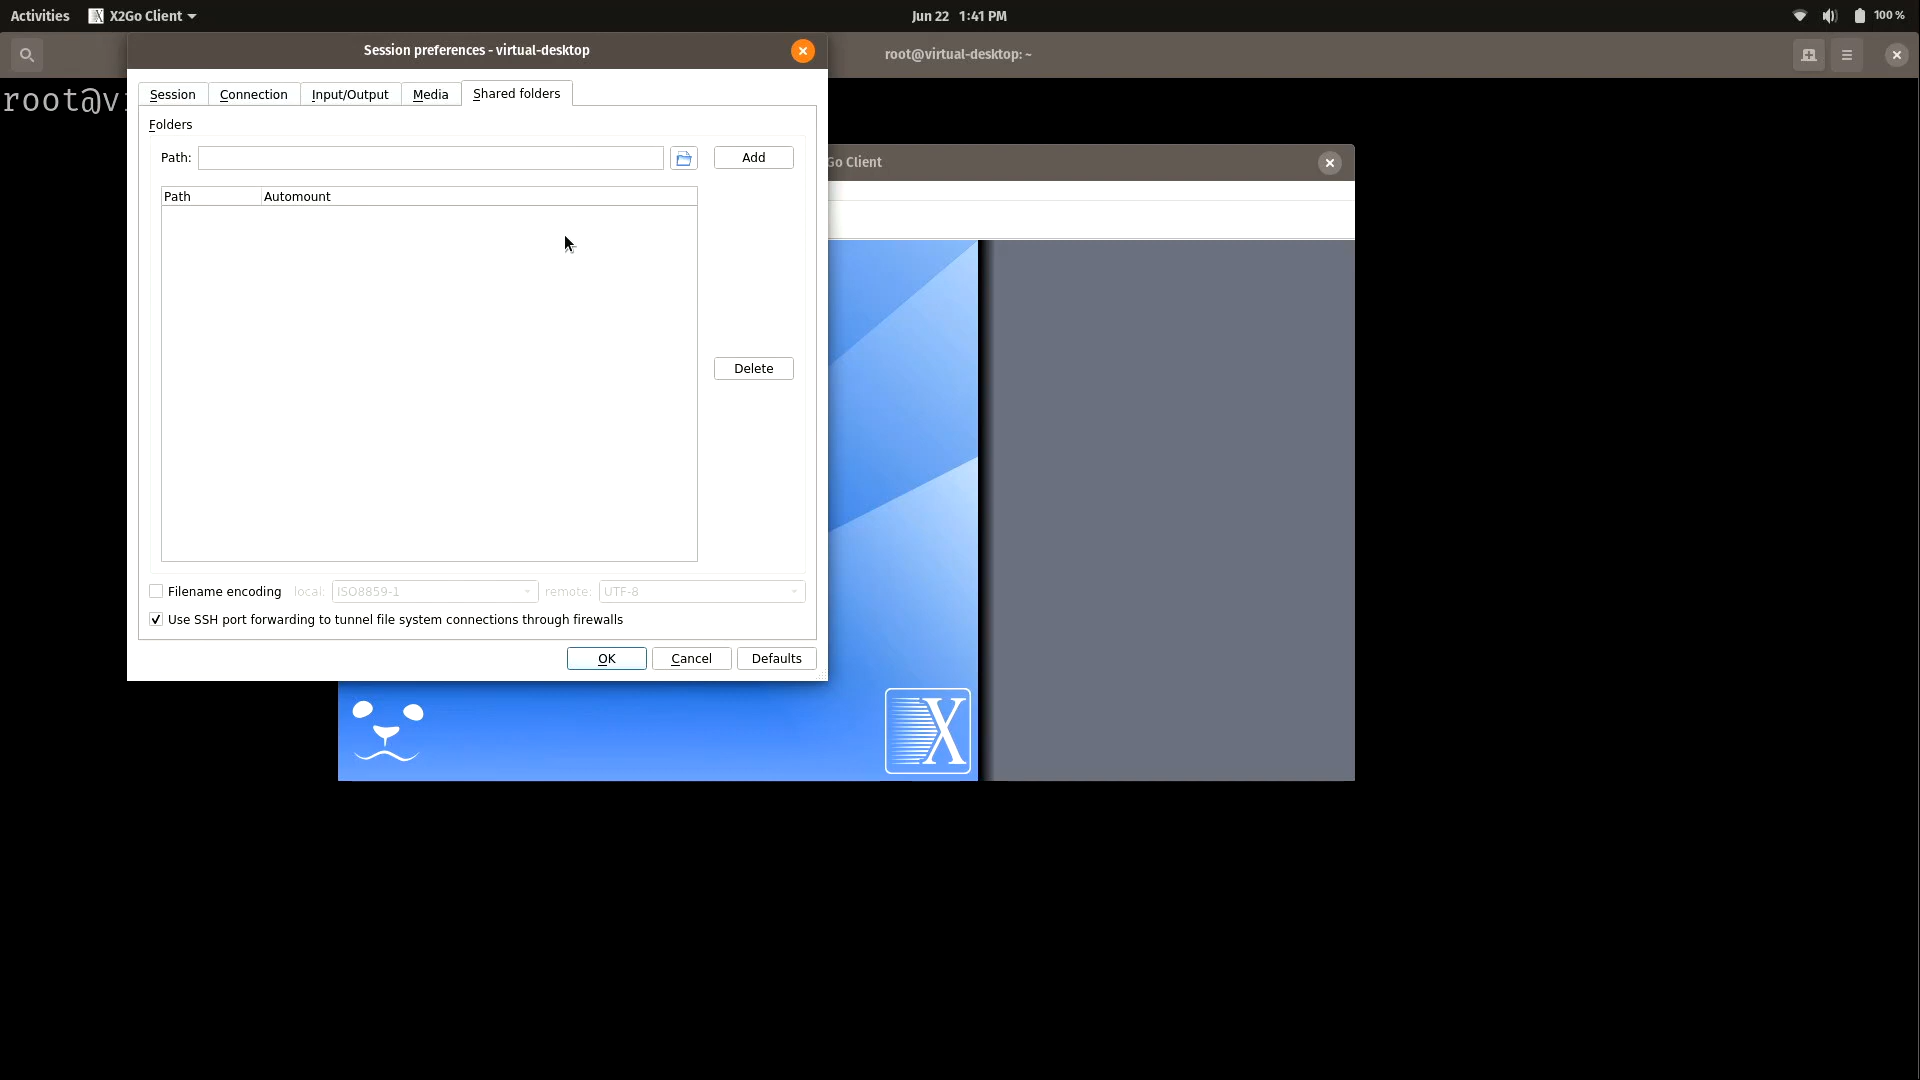 Activities X2Go Client Jun 22 1:41 PM 100 %
Session preferences - virtual-desktop
root@virtual-desktop: ~
root@v
Session Connection Input/Output Media Shared folders
Folders
Path: Add
Go Client
Path Automount
Delete
Filename encoding local: ISO8859-1 remote: UTF-8
Use SSH port forwarding to tunnel file system connections through firewalls
OK Cancel Defaults
X